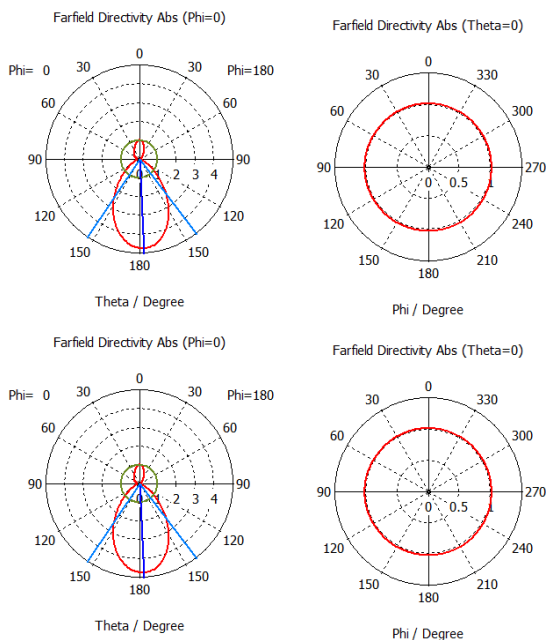 Farfield Directivity Abs (Phi=0)
Farfield Directivity Abs (Theta=0)
0
Phi= 0 30 30 Phi=180
60 60
90 0 1 2 3 4 90
120 120
150 150
180
Theta / Degree
0
30 330
60 300
90 0 0.5 1 270
120 240
150 210
180
Phi / Degree
Farfield Directivity Abs (Phi=0)
Farfield Directivity Abs (Theta=0)
0
Phi= 0 30 30 Phi=180
60 60
90 0 1 2 3 4 90
120 120
150 150
180
Theta / Degree
0
30 330
60 300
90 0 0.5 1 270
120 240
150 210
180
Phi / Degree